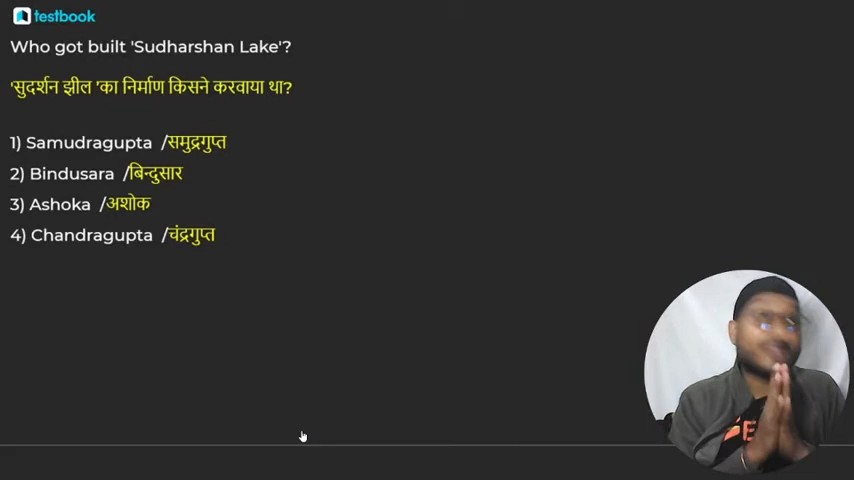 testbook
Who got built 'Sudharshan Lake'?
'सुदर्शन झील 'का निर्माण किसने करवाया था?
1) Samudragupta /समुद्रगुप्त
2) Bindusara /बिन्दुसार
3) Ashoka /अशोक
4) Chandragupta /चंद्रगुप्त